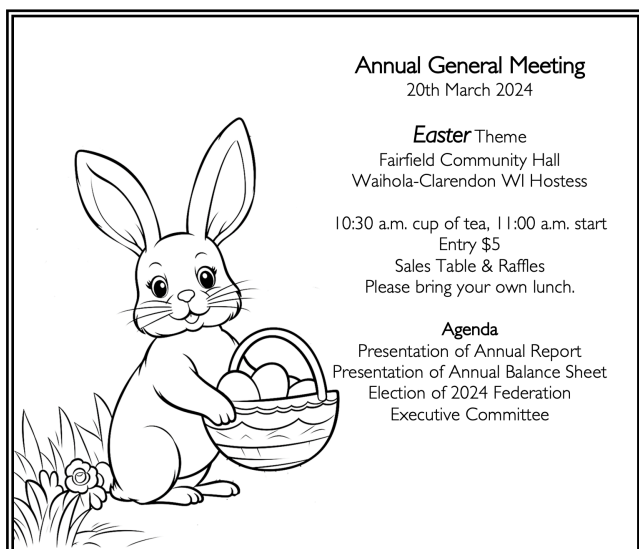 Annual General Meeting
20th March 2024
Easter Theme
Fairfield Community Hall
Waihola-Clarendon WI Hostess
10:30 a.m. cup of tea, 11:00 a.m. start
Entry $5
Sales Table & Raffles
Please bring your own lunch.
Agenda
Presentation of Annual Report
Presentation of Annual Balance Sheet
Election of 2024 Federation
Executive Committee